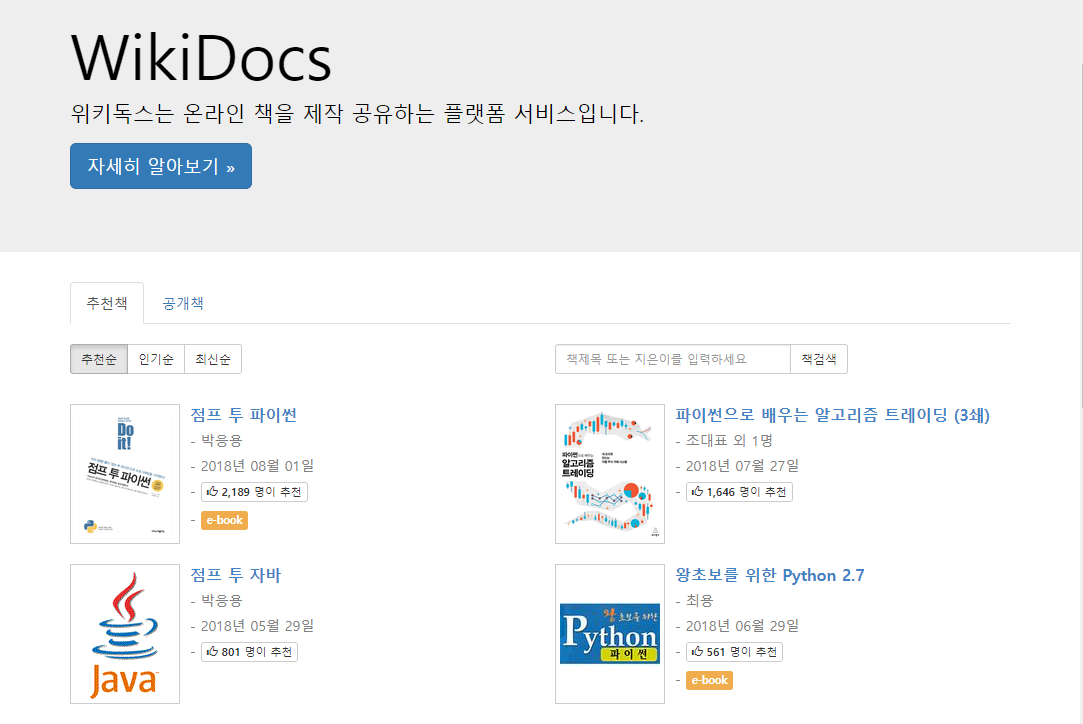 WikiDocs
위키독스는 온라인 책을 제작 공유하는 플랫폼 서비스입니다.
자세히 알아보기 »
추천책 공개책
추천순 인기순 최신순
책제목 또는 지은이를 입력하세요 책검색
Do it!
점프 투 파이썬
점프 투 파이썬
- 박응용
- 2018년 08월 01일
- 2,189 명이 추천
- e-book
파이썬으로 배우는
알고리즘
트레이딩
파이썬으로 배우는 알고리즘 트레이딩 (3쇄)
- 조대표 외 1명
- 2018년 07월 27일
- 1,646 명이 추천
Java
점프 투 자바
- 박응용
- 2018년 05월 29일
- 801 명이 추천
왕초보를 위한
Python
파이썬
왕초보를 위한 Python 2.7
- 최용
- 2018년 06월 29일
- 561 명이 추천
- e-book